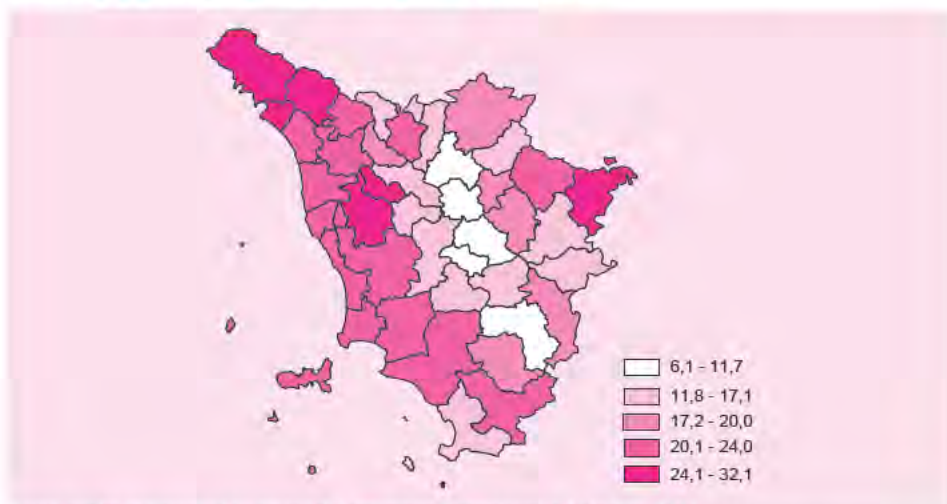 6,1 - 11,7
11,8 - 17,1
17,2 - 20,0
20,1 - 24,0
24,1 - 32,1